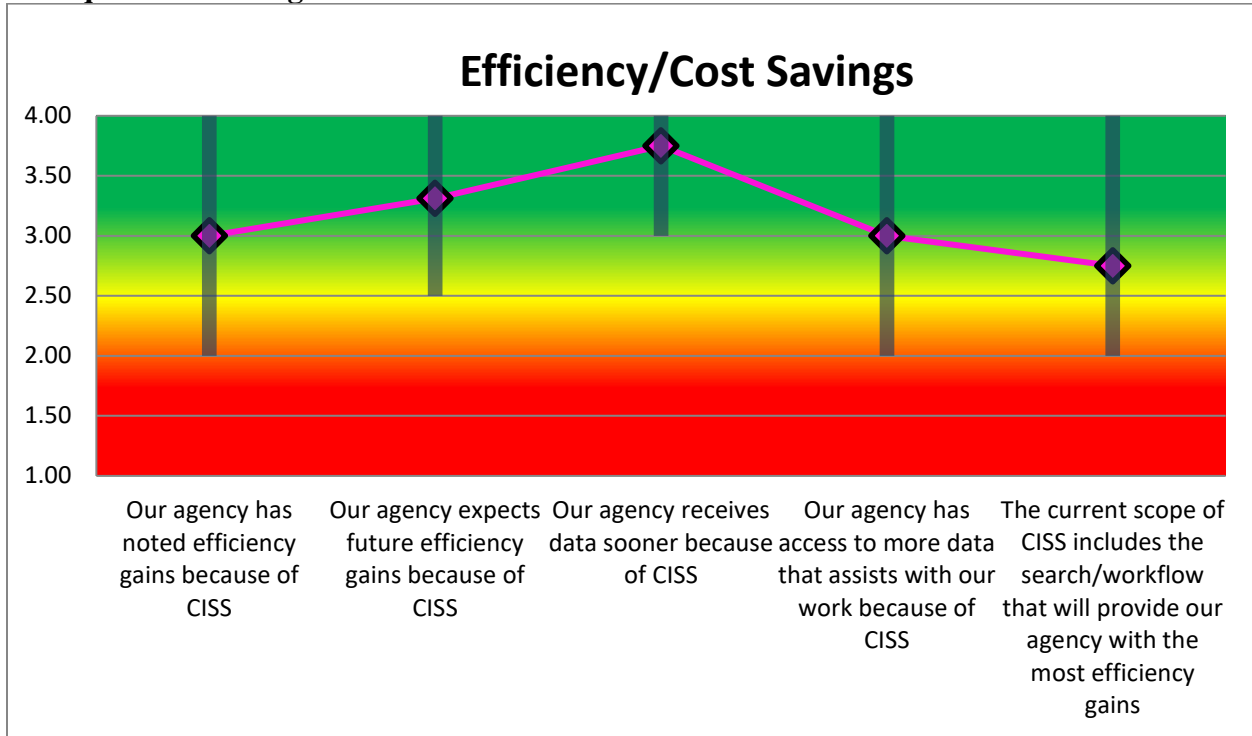 Efficiency/Cost Savings
4.00
3.50
3.00
2.50
2.00
1.50
1.00
Our agency has
noted efficiency
gains because of
CISS
Our agency expects
future efficiency
gains because of
CISS
Our agency receives
data sooner because
of CISS
Our agency has
access to more data
that assists with our
work because of
CISS
The current scope of
CISS includes the
search/workflow
that will provide our
agency with the
most efficiency
gains